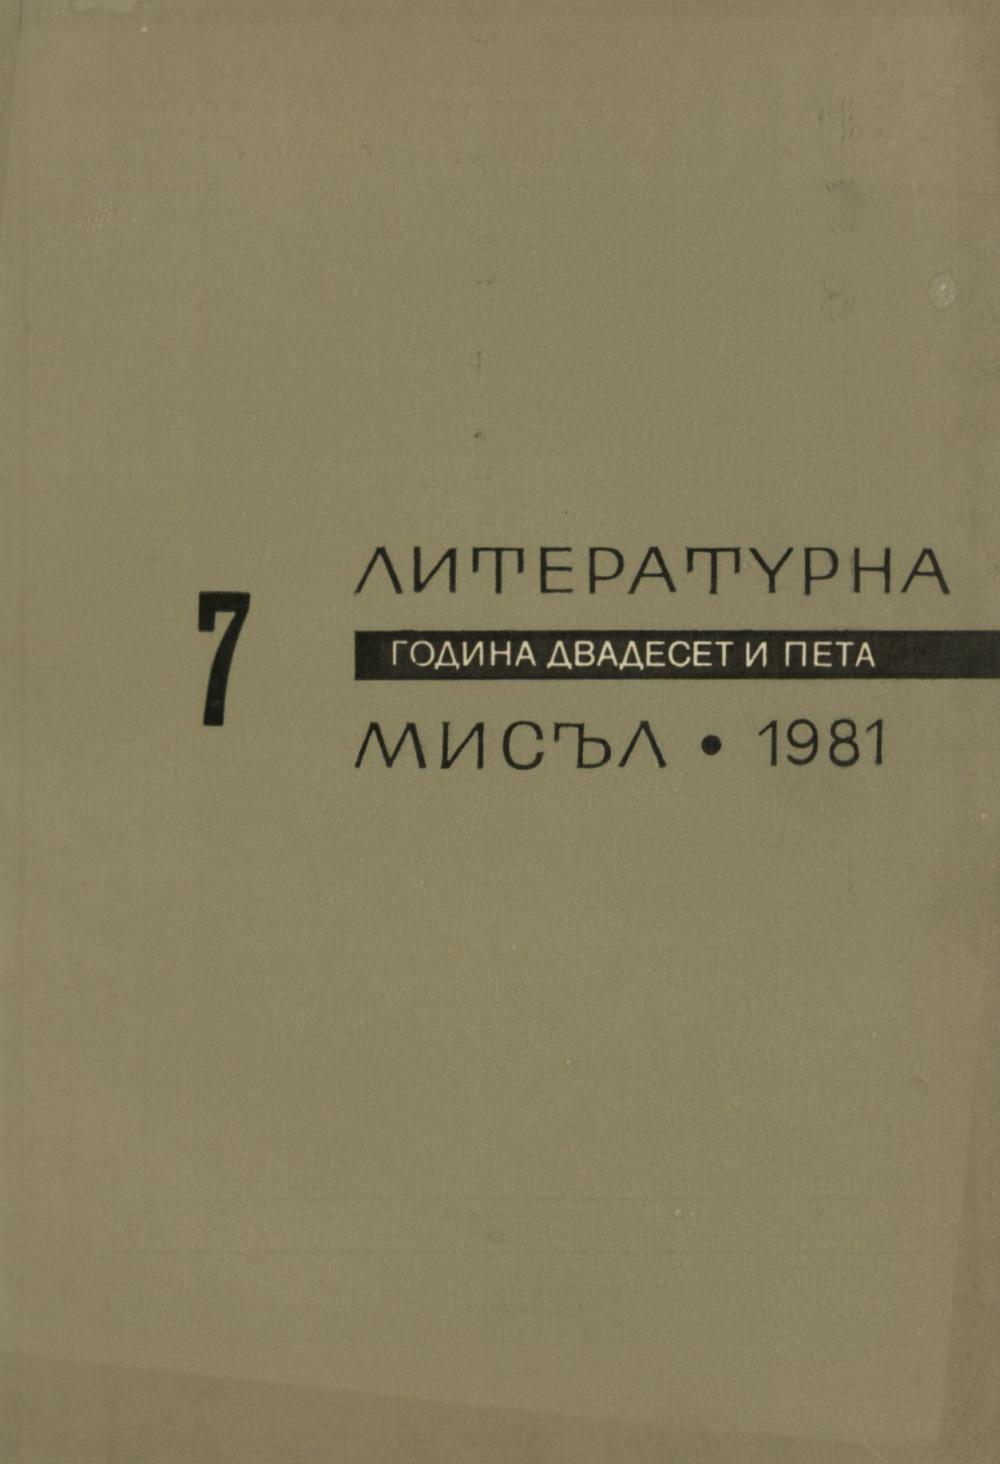 7
ЛИТЕРАТУРНА
ГОДИНА ДВАДЕСЕТ И ПЕТА
МИСЪЛ • 1981